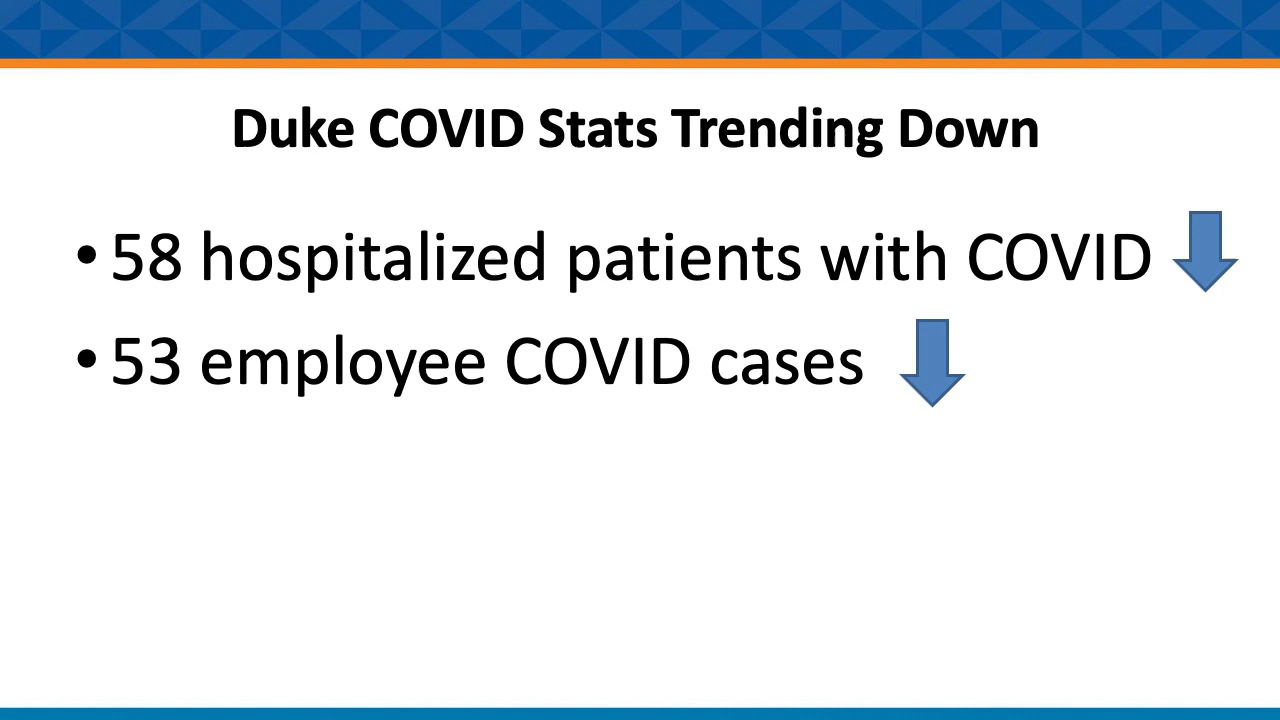 Duke COVID Stats Trending Down
• 58 hospitalized patients with COVID
• 53 employee COVID cases